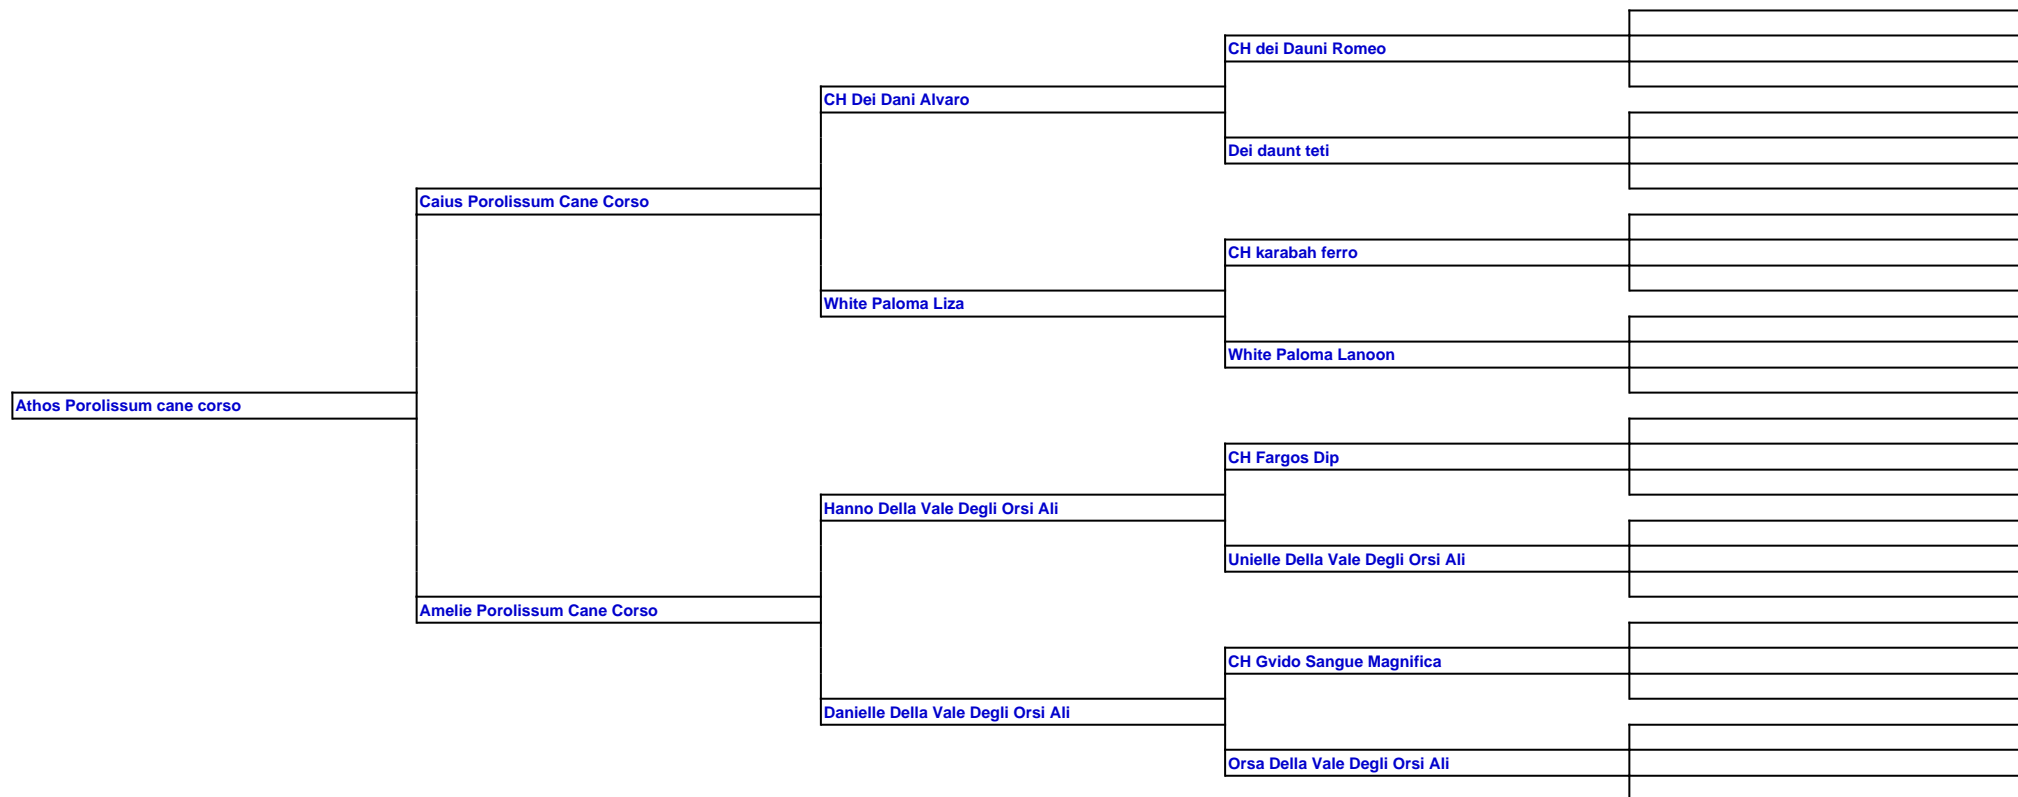 CH dei Dauni Romeo
CH Dei Dani Alvaro
Dei daunt teti
Caius Porolissum Cane Corso
CH karabah ferro
White Paloma Liza
White Paloma Lanoon
Athos Porolissum cane corso
CH Fargos Dip
Hanno Della Vale Degli Orsi Ali
Unielle Della Vale Degli Orsi Ali
Amelie Porolissum Cane Corso
CH Gvido Sangue Magnifica
Danielle Della Vale Degli Orsi Ali
Orsa Della Vale Degli Orsi Ali